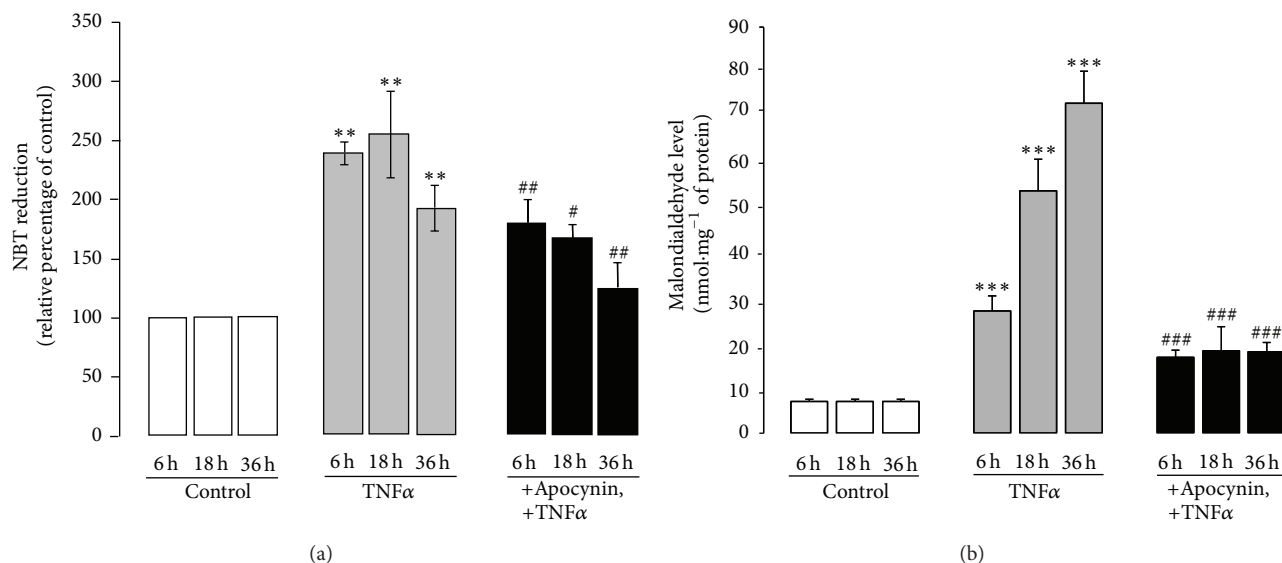 NBT reduction
(relative percentage of control)
350
300
250
200
150
100
50
0
**
**
**
##
#
##
6 h 18 h 36 h
Control
6 h 18 h 36 h
TNFα
6 h 18 h 36 h
+Apocynin,
+TNFα
(a)
Malondialdehyde level
(nmol·mg⁻¹ of protein)
90
80
70
60
50
40
30
20
10
0
***
***
***
###
###
###
6 h 18 h 36 h
Control
6 h 18 h 36 h
TNFα
6 h 18 h 36 h
+Apocynin,
+TNFα
(b)